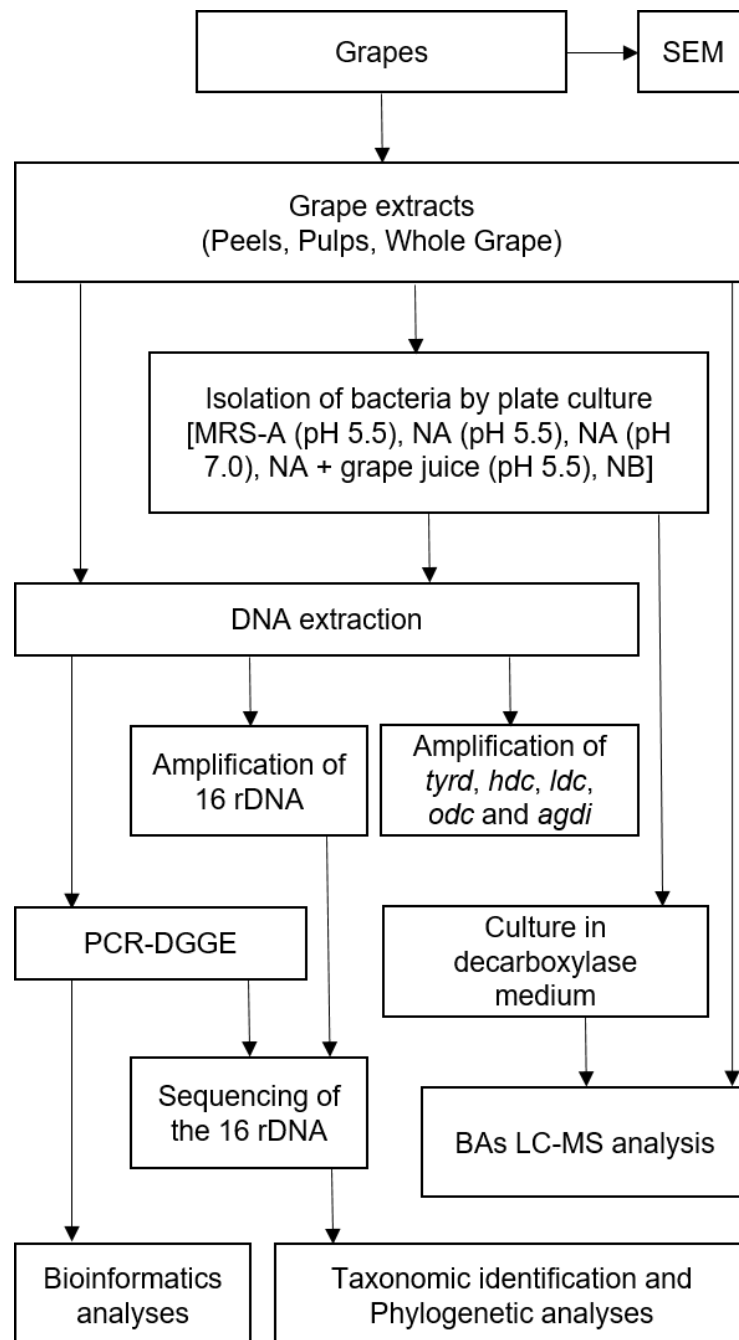 Grapes
SEM
Grape extracts
(Peels, Pulps, Whole Grape)
Isolation of bacteria by plate culture
[MRS-A (pH 5.5), NA (pH 5.5), NA (pH
7.0), NA + grape juice (pH 5.5), NB]
DNA extraction
Amplification of
16 rDNA
Amplification of
tyrd, hdc, ldc,
odc and agdi
PCR-DGGE
Culture in
decarboxylase
medium
Sequencing of
the 16 rDNA
BAs LC-MS analysis
Bioinformatics
analyses
Taxonomic identification and
Phylogenetic analyses